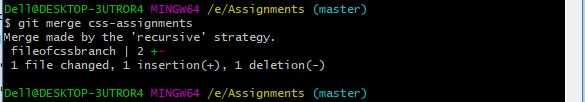 Dell@DESKTOP-3UTROR4 MINGW64 /e/Assignments (master)
$ git merge css-assignments
Merge made by the 'recursive' strategy.
 fileofcssbranch | 2 +-
 1 file changed, 1 insertion(+), 1 deletion(-)
Dell@DESKTOP-3UTROR4 MINGW64 /e/Assignments (master)